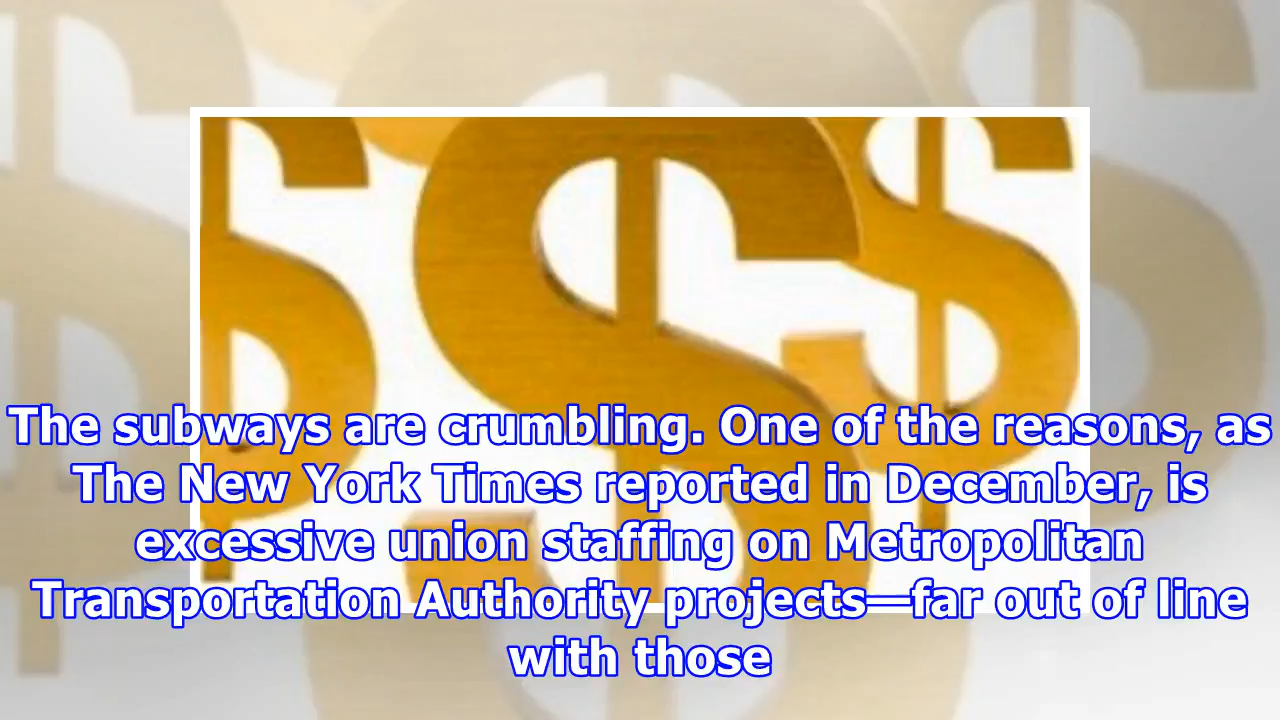 The subways are crumbling. One of the reasons, as
The New York Times reported in December, is
excessive union staffing on Metropolitan
Transportation Authority projects—far out of line
with those